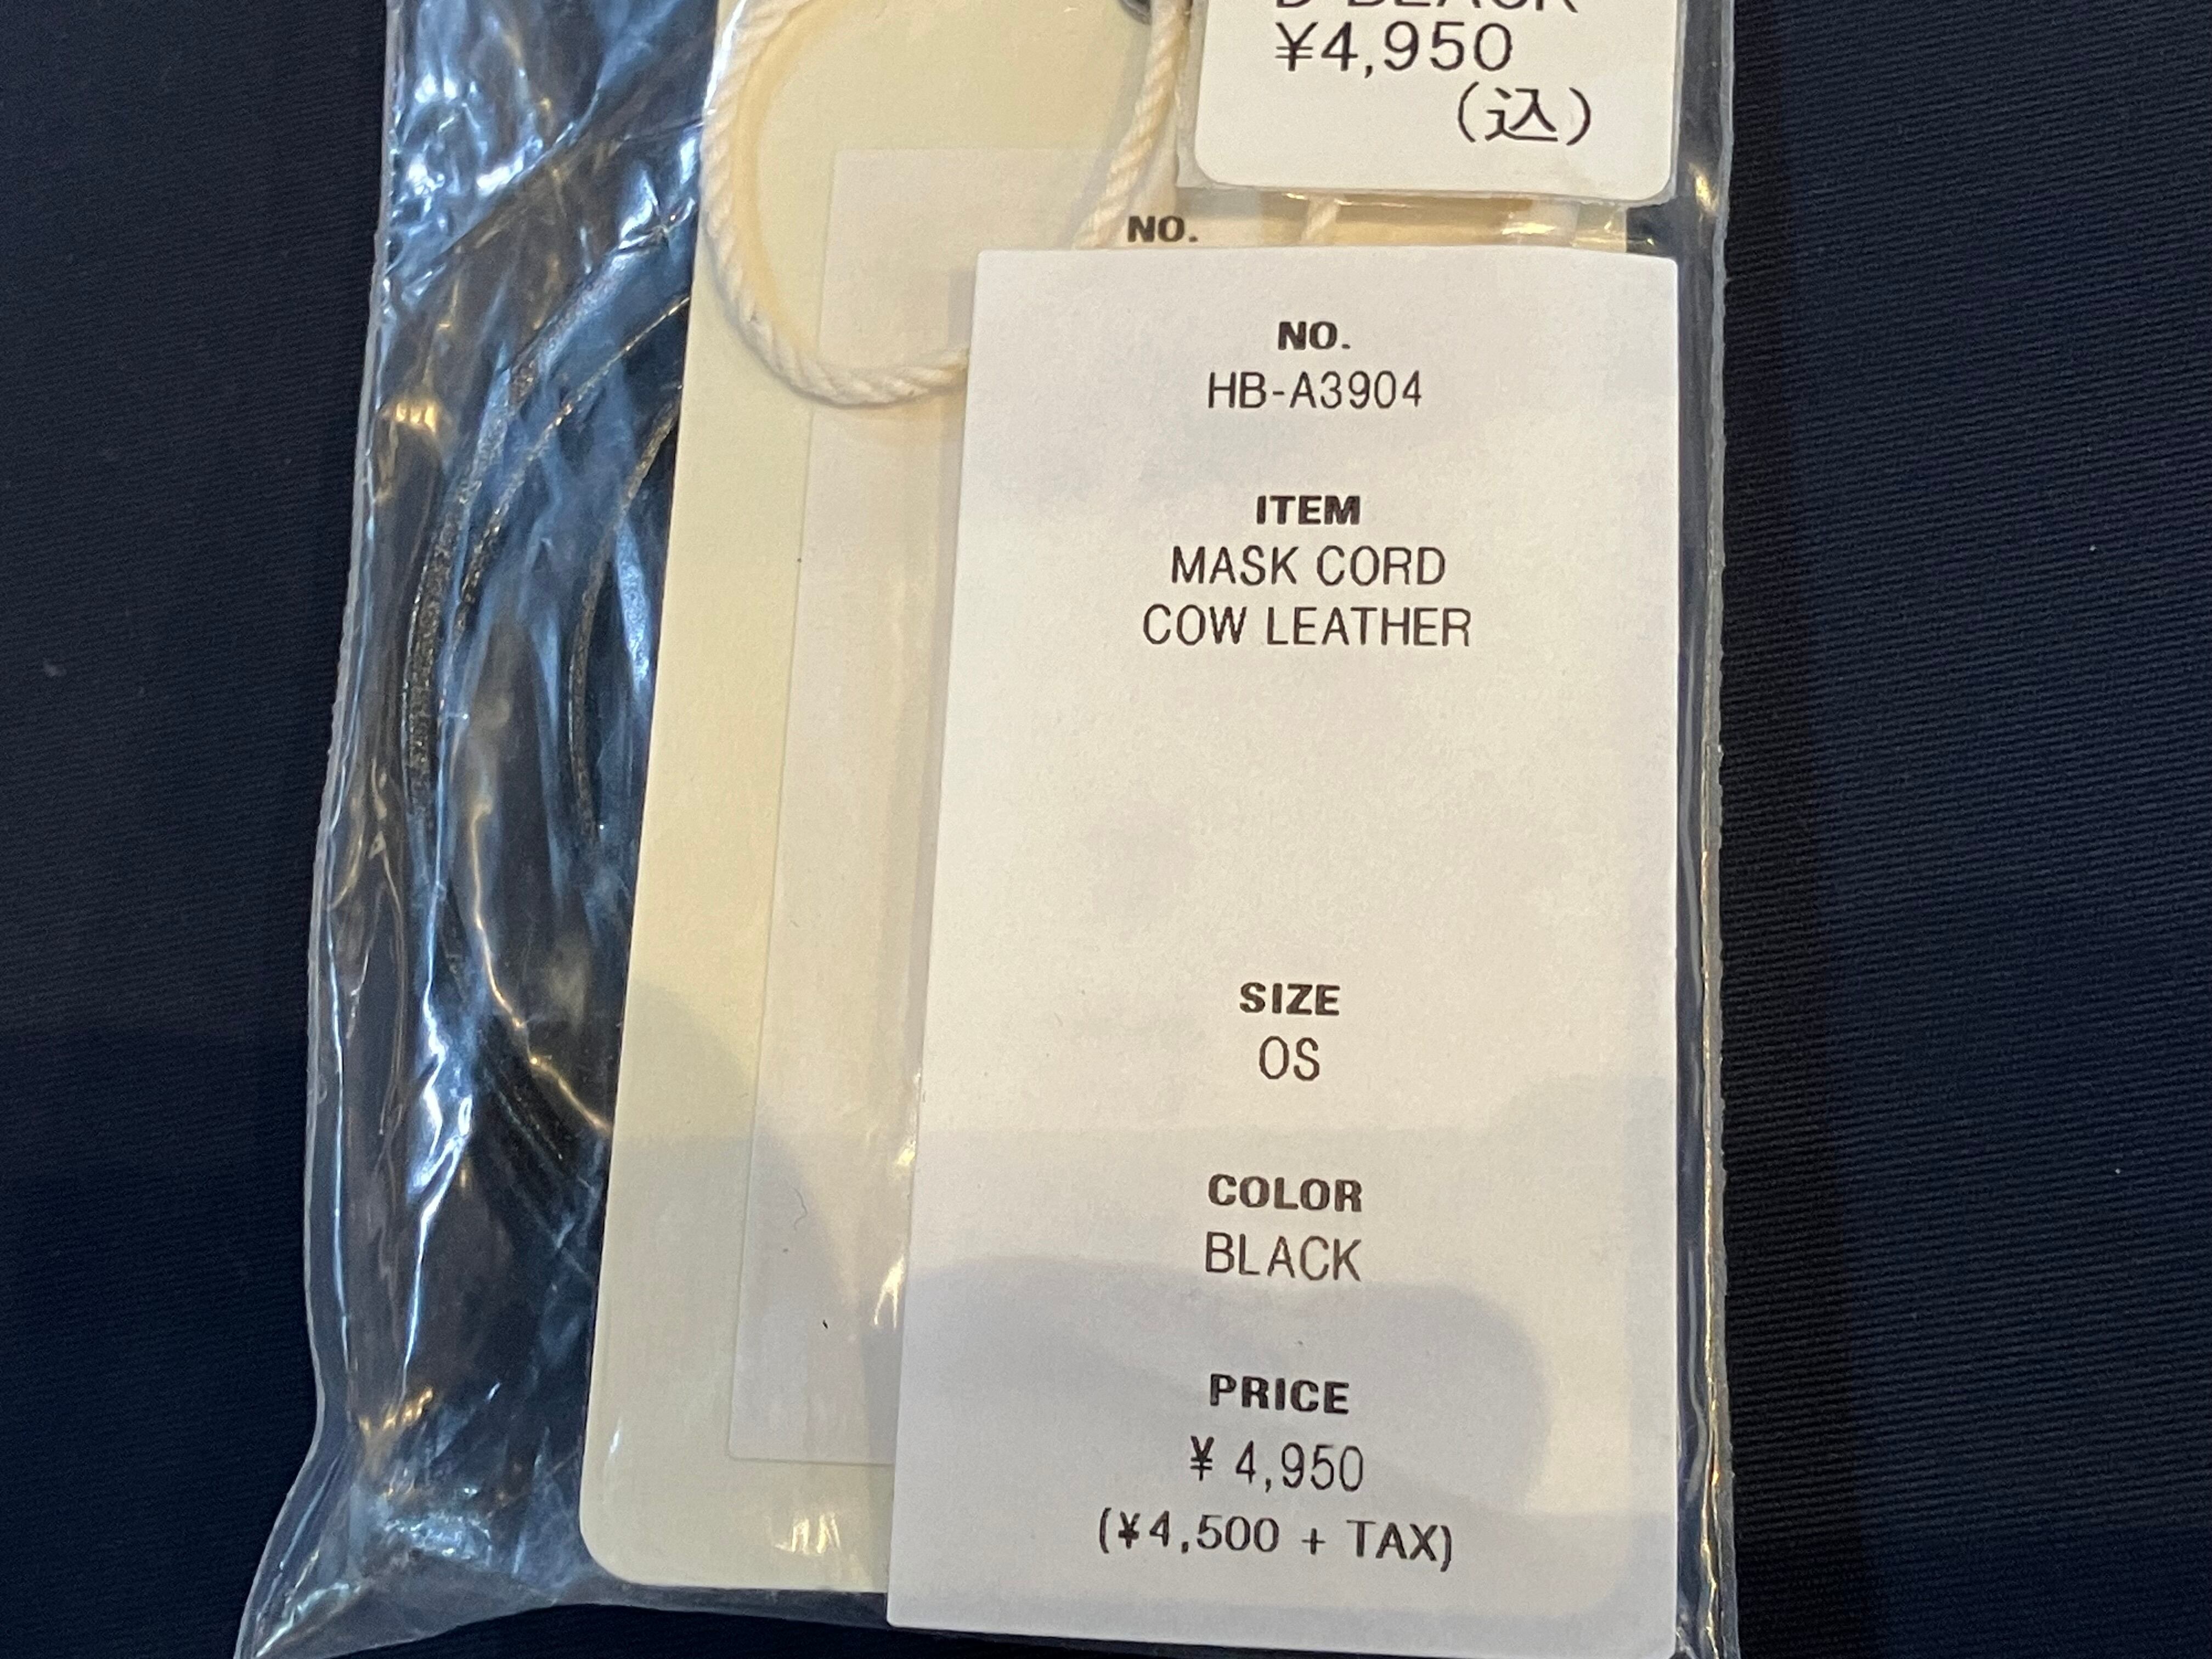 ¥4,950
(込)
NO.
NO.
HB-A3904
ITEM
MASK CORD
COW LEATHER
SIZE
OS
COLOR
BLACK
PRICE
¥ 4,950
(¥4,500 + TAX)